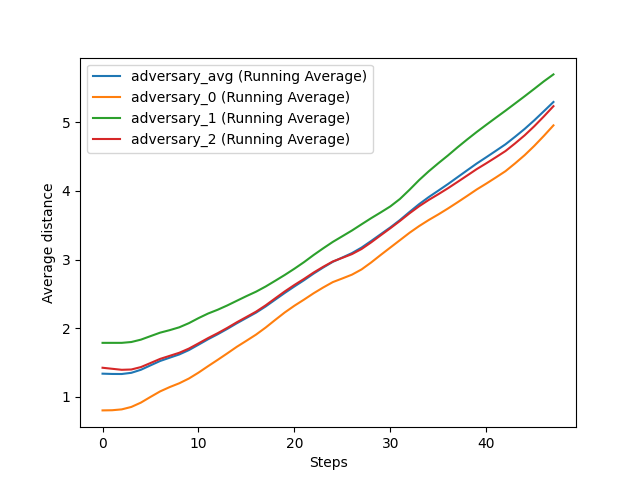 adversary_avg (Running Average)
adversary_0 (Running Average)
adversary_1 (Running Average)
adversary_2 (Running Average)
Average distance
5
4
3
2
1
0 10 20 30 40
Steps